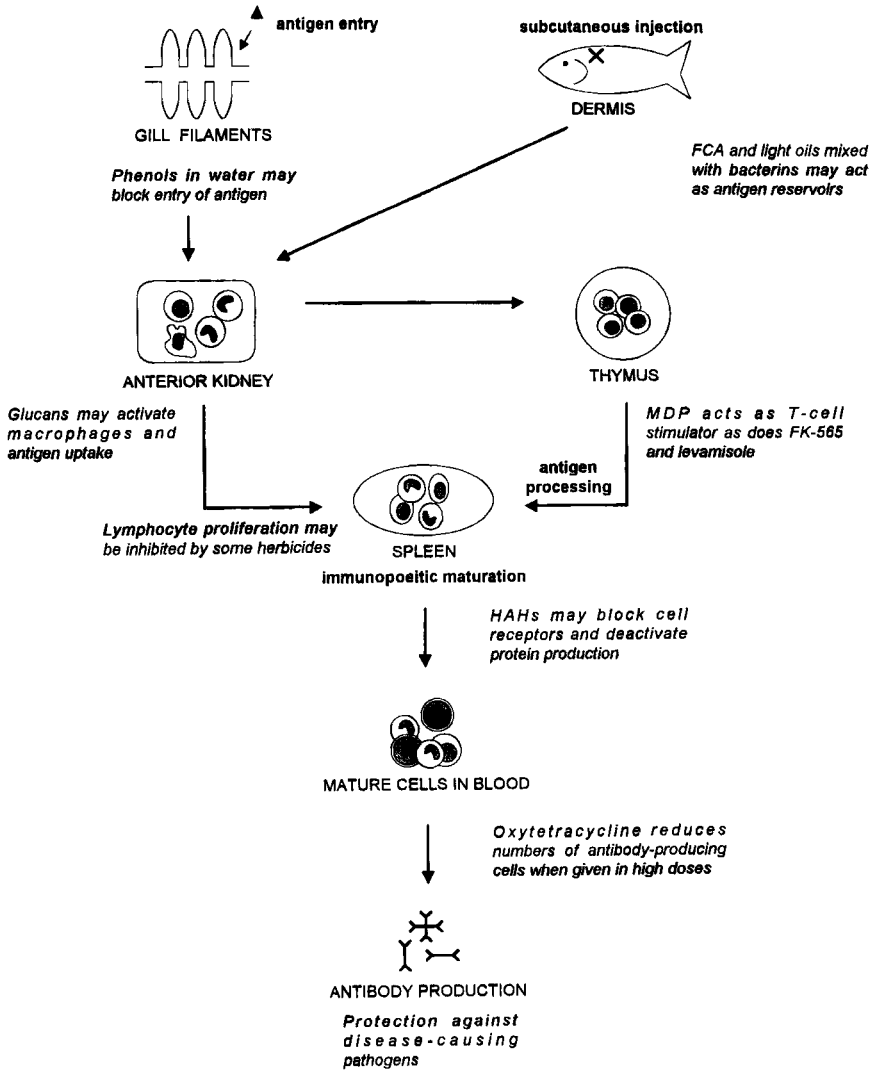 antigen entry
subcutaneous injection
GILL FILAMENTS
DERMIS
Phenols in water may
block entry of antigen
FCA and light oils mixed
with bacterins may act
as antigen reservoirs
ANTERIOR KIDNEY
THYMUS
Glucans may activate
macrophages and
antigen uptake
MDP acts as T-cell
stimulator as does FK-565
and levamisole
antigen
processing
Lymphocyte proliferation may
be inhibited by some herbicides
SPLEEN
immunopoeitic maturation
HAHs may block cell
receptors and deactivate
protein production
MATURE CELLS IN BLOOD
Oxytetracycline reduces
numbers of antibody-producing
cells when given in high doses
ANTIBODY PRODUCTION
Protection against
disease-causing
pathogens